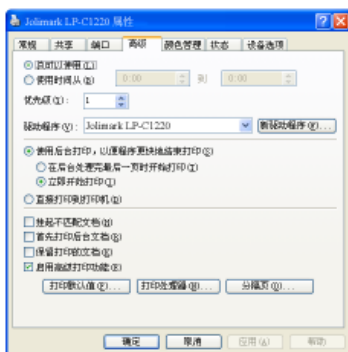 Jolimark LP-C1220 属性
常规 共享 端口 高级 颜色管理 状态 设备选项
始终可以使用(L)
使用时间从(B) 0:00 到 0:00
优先级(Y): 1
驱动程序(V): Jolimark LP-C1220 新驱动程序(W)...
使用后台打印，以便程序更快地结束打印(S)
在后台处理完最后一页时开始打印(T)
立即开始打印(I)
直接打印到打印机(D)
挂起不匹配文档(H)
首先打印后台文档(R)
保留打印的文档(K)
启用高级打印功能(E)
打印默认值(F)... 打印处理器(N)... 分隔页(O)...
确定 取消 应用(A) 帮助